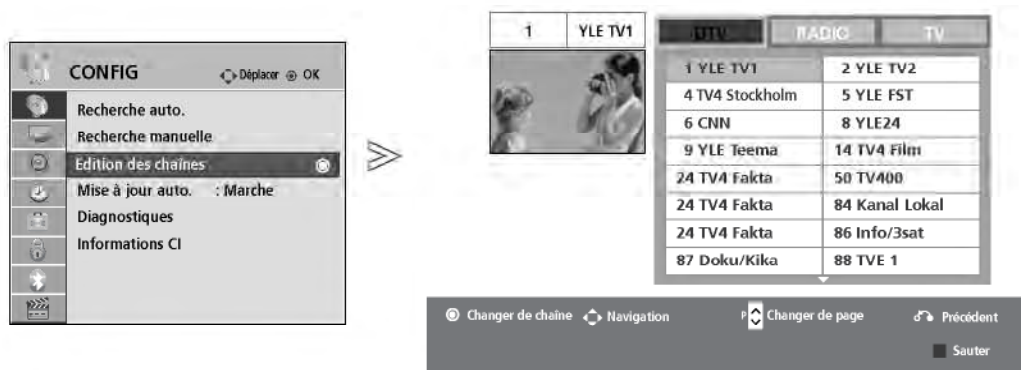 CONFIG Déplacer OK
Recherche auto.
Recherche manuelle
Edition des chaînes
Mise à jour auto. : Marche
Diagnostiques
Informations CI
1 YLE TV1
DTV RADIO TV
1 YLE TV1 2 YLE TV2
4 TV4 Stockholm 5 YLE FST
6 CNN 8 YLE24
9 YLE Teema 14 TV4 Film
24 TV4 Fakta 50 TV400
24 TV4 Fakta 84 Kanal Lokal
24 TV4 Fakta 86 Info/3sat
87 Doku/Kika 88 TVE 1
Changer de chaîne Navigation P Changer de page Précédent
Sauter